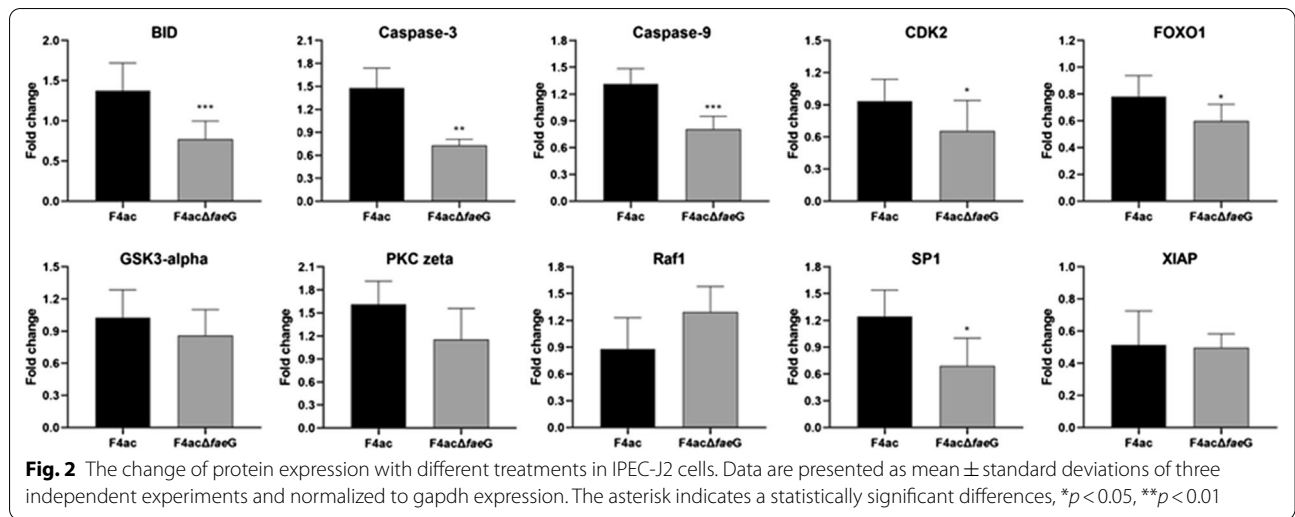 BID Caspase-3 Caspase-9 CDK2 FOXO1
Fold change 2.0 1.5 1.0 0.5 0.0 *** F4ac F4acΔfaeG
Fold change 2.1 1.8 1.5 1.2 0.9 0.6 0.3 0.0 ** F4ac F4acΔfaeG
Fold change 1.8 1.5 1.2 0.9 0.6 0.3 0.0 *** F4ac F4acΔfaeG
Fold change 1.5 1.2 0.9 0.6 0.3 0.0 * F4ac F4acΔfaeG
Fold change 1.2 1.0 0.8 0.6 0.4 0.2 0.0 * F4ac F4acΔfaeG
GSK3-alpha PKC zeta Raf1 SP1 XIAP
Fold change 1.5 1.2 0.9 0.6 0.3 0.0 F4ac F4acΔfaeG
Fold change 2.1 1.8 1.5 1.2 0.9 0.6 0.3 0.0 F4ac F4acΔfaeG
Fold change 1.8 1.5 1.2 0.9 0.6 0.3 0.0 F4ac F4acΔfaeG
Fold change 1.8 1.5 1.2 0.9 0.6 0.3 0.0 * F4ac F4acΔfaeG
Fold change 1.0 0.8 0.6 0.4 0.2 0.0 F4ac F4acΔfaeG
Fig. 2 The change of protein expression with different treatments in IPEC-J2 cells. Data are presented as mean ± standard deviations of three
independent experiments and normalized to gapdh expression. The asterisk indicates a statistically significant differences, *p < 0.05, **p < 0.01